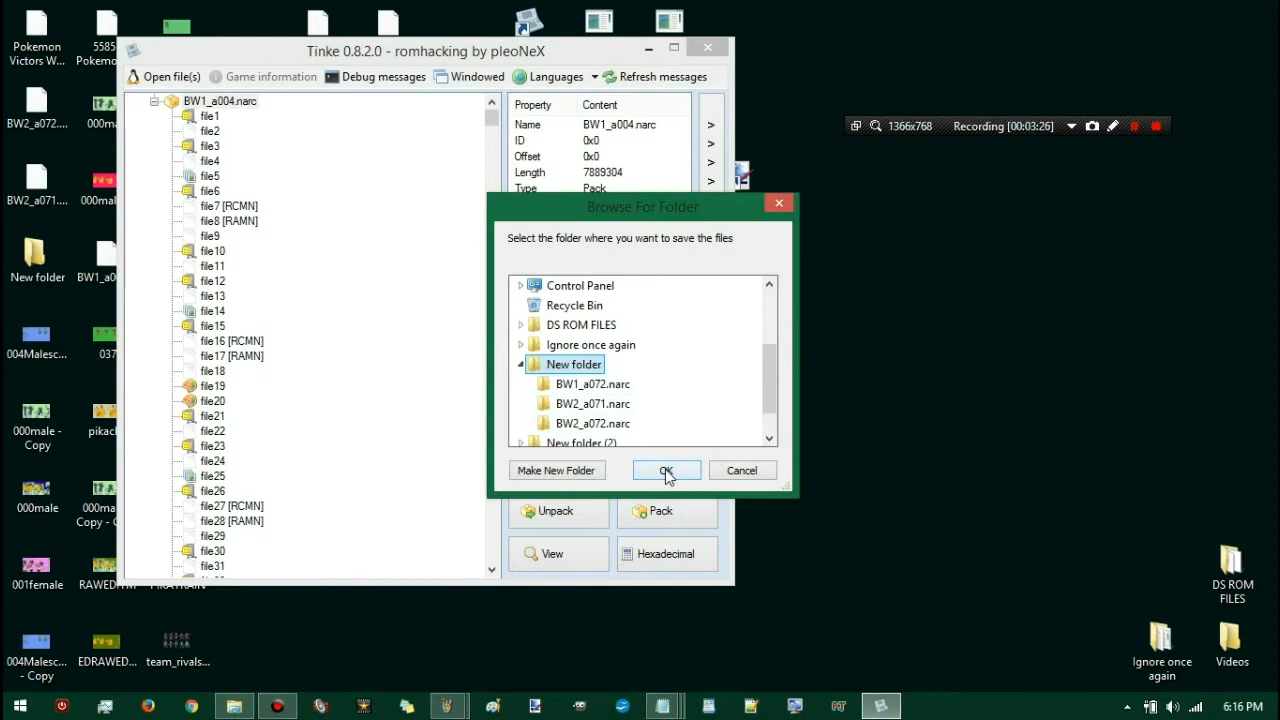 Pokemon
Victors W...
5585
Pokemo
BW2_a072....
000m
BW2_a071....
000mal
New folder
BW1_a0
004Malesc...
037
000male -
Copy
pikac
000male
000ma
Copy -
001female
RAWEDIYM
004Malesc...
- Copy
EDRAWED...
team_rivals...
Tinke 0.8.2.0 - romhacking by pleoNeX
Open file(s)
Game information
Debug messages
Windowed
Languages
Refresh messages
BW1_a004.narc
file1
file2
file3
file4
file5
file6
file7 [RCMN]
file8 [RAMN]
file9
file10
file11
file12
file13
file14
file15
file16 [RCMN]
file17 [RAMN]
file18
file19
file20
file21
file22
file23
file24
file25
file26
file27 [RCMN]
file28 [RAMN]
file29
file30
file31
Property Content
Name BW1_a004.narc
ID 0x0
Offset 0x0
Length 7889304
Type Pack
>
>
>
>
Browse For Folder
Select the folder where you want to save the files
Control Panel
Recycle Bin
DS ROM FILES
Ignore once again
New folder
BW1_a072.narc
BW2_a071.narc
BW2_a072.narc
New folder (2)
Make New Folder
OK
Cancel
Unpack
Pack
View
Hexadecimal
1366x768
Recording [00:03:26]
DS ROM
FILES
Ignore once
again
Videos
6:16 PM